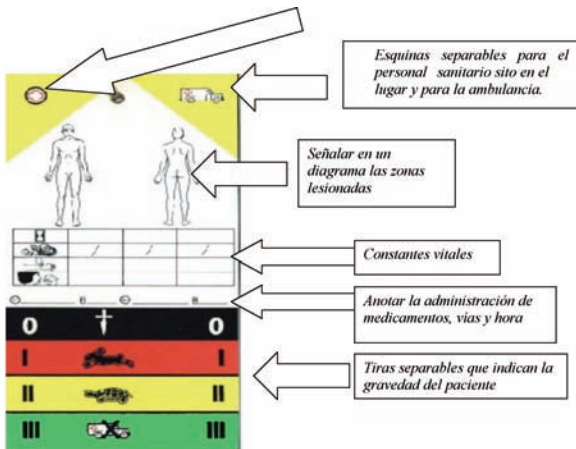 Esquinas separables para el
personal sanitario sito en el
lugar y para la ambulancia.
Señalar en un
diagrama las zonas
lesionadas
Constantes vitales
Anotar la administración de
medicamentos, vías y hora
0 0
I I
Tiras separables que indican la
gravedad del paciente
II II
III III